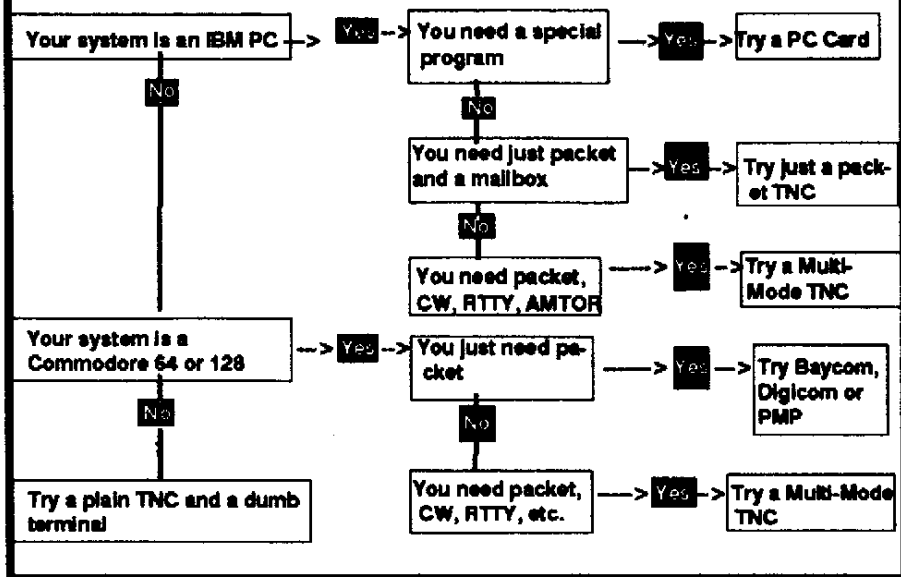 Your system is an IBM PC
Yes
You need a special
program
Yes
Try a PC Card
No
No
You need just packet
and a mailbox
Yes
Try just a pack-
et TNC
No
You need packet,
CW, RTTY, AMTOR
Yes
Try a Multi-
Mode TNC
Your system is a
Commodore 64 or 128
Yes
You just need pa-
cket
Yes
Try Baycom,
Digicom or
PMP
No
No
Try a plain TNC and a dumb
terminal
You need packet,
CW, RTTY, etc.
Yes
Try a Multi-Mode
TNC